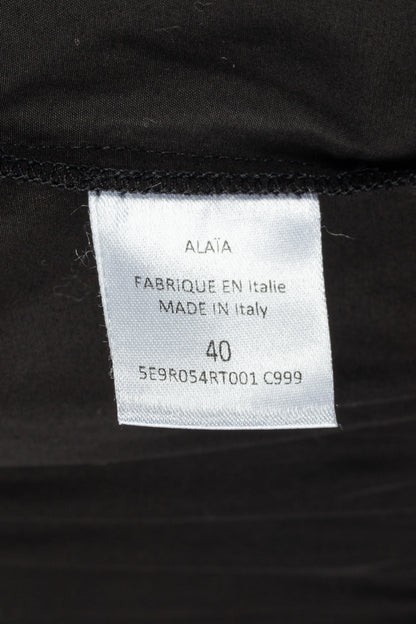 ALAÏA
FABRIQUE EN Italie
MADE IN Italy
40
5E9R054RT001 C999